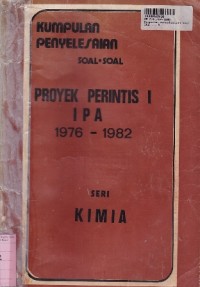 KUMPULAN
PENYELESAIAN
SOAL-SOAL
PROYEK PERINTIS I
IPA
1976 - 1982
SERI
KIMIA